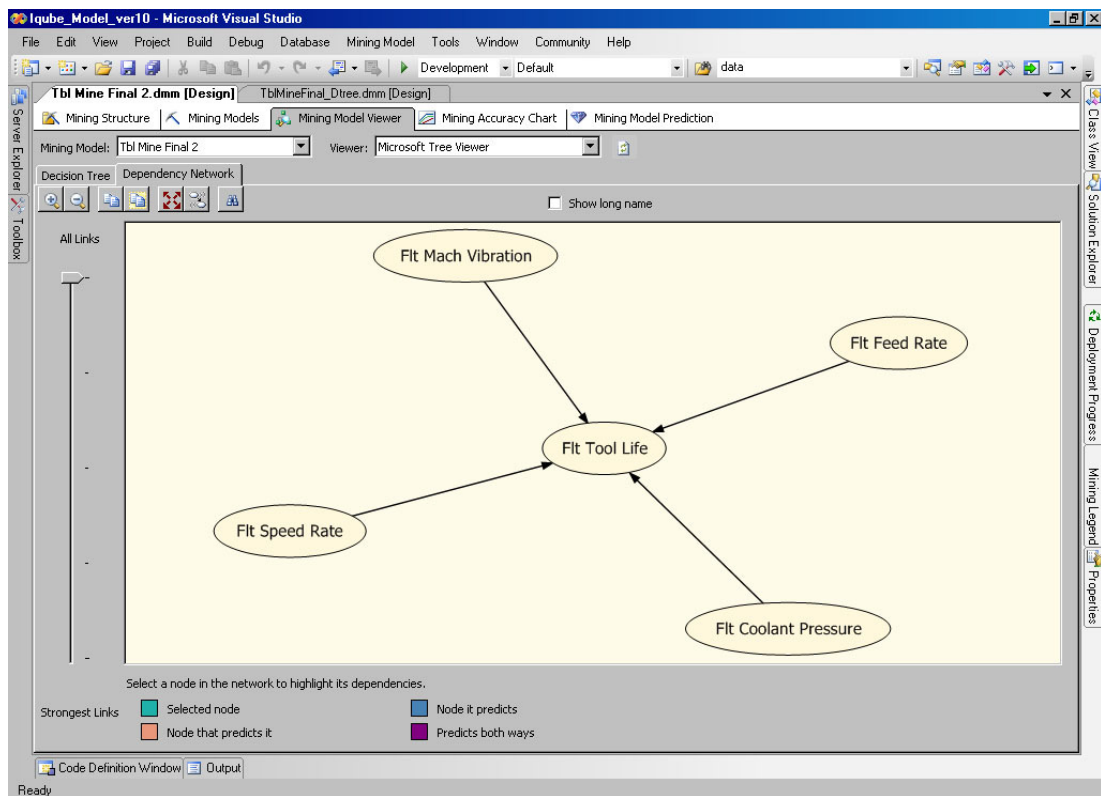 Iqube_Model_ver10 - Microsoft Visual Studio
File Edit View Project Build Debug Database Mining Model Tools Window Community Help
Development Default data
Tbl Mine Final 2.dmm [Design] TblMineFinal_Dtree.dmm [Design]
Mining Structure Mining Models Mining Model Viewer Mining Accuracy Chart Mining Model Prediction
Mining Model: Tbl Mine Final 2 Viewer: Microsoft Tree Viewer
Decision Tree Dependency Network
Show long name
All Links
Flt Mach Vibration
Flt Feed Rate
Flt Tool Life
Flt Speed Rate
Flt Coolant Pressure
Select a node in the network to highlight its dependencies.
Strongest Links Selected node Node it predicts
Node that predicts it Predicts both ways
Code Definition Window Output
Ready
Server Explorer
Toolbox
Class View
Solution Explorer
Deployment Progress
Mining Legend
Properties